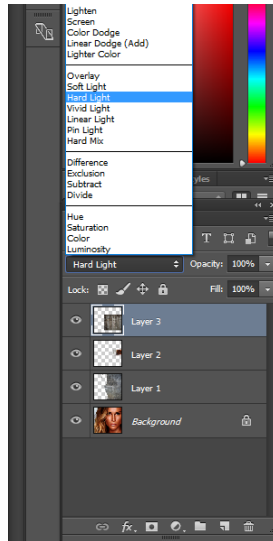 Lighten
Screen
Color Dodge
Linear Dodge (Add)
Lighter Color
Overlay
Soft Light
Hard Light
Vivid Light
Linear Light
Pin Light
Hard Mix
Difference
Exclusion
Subtract
Divide
Hue
Saturation
Color
Luminosity
yles
Hard Light Opacity: 100%
Lock: Fill: 100%
Layer 3
Layer 2
Layer 1
Background
fx